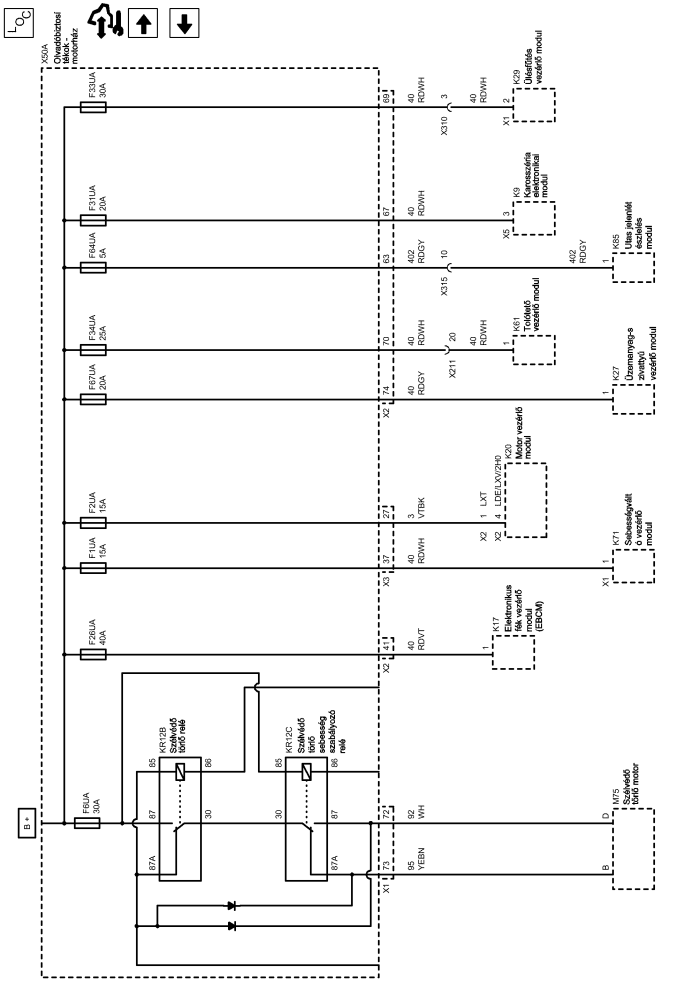 LOC
X50A
Olvadóbiztosí
tékok -
motorház
B +
F6UA
30A
F26UA
40A
F1UA
15A
F2UA
15A
F67UA
20A
F34UA
25A
F64UA
5A
F31UA
20A
F33UA
30A
KR12B
Szélvédő
törlő relé
85
86
87
30
87A
KR12C
Szélvédő
törlő
sebesség
szabályozó
relé
85
86
30
87
87A
X1
73
72
X2
41
X3
37
27
X2
74
70
63
67
69
95
YEBN
92
WH
40
RDVT
40
RDWH
3
VTBK
40
RDGY
40
RDWH
402
RDGY
40
RDWH
40
RDWH
X211
20
40
RDWH
X315
10
402
RDGY
X310
3
40
RDWH
B
D
M75
Szélvédő
törlő motor
1
K17
Elektronikus
fék vezérlő
modul
(EBCM)
X1
1
K71
Sebességvált
ó vezérlő
modul
X2 1 LXT
X2 4 LDE/LXV/2H0
K20
Motor vezérlő
modul
1
K27
Üzemanyag-s
zivattyú
vezérlő modul
1
K61
Tolótető
vezérlő modul
1
K85
Utas jelenlét
észlelés
modul
X5
3
K9
Karosszéria
elektronikai
modul
X1
2
K29
Ülésfűtés
vezérlő modul